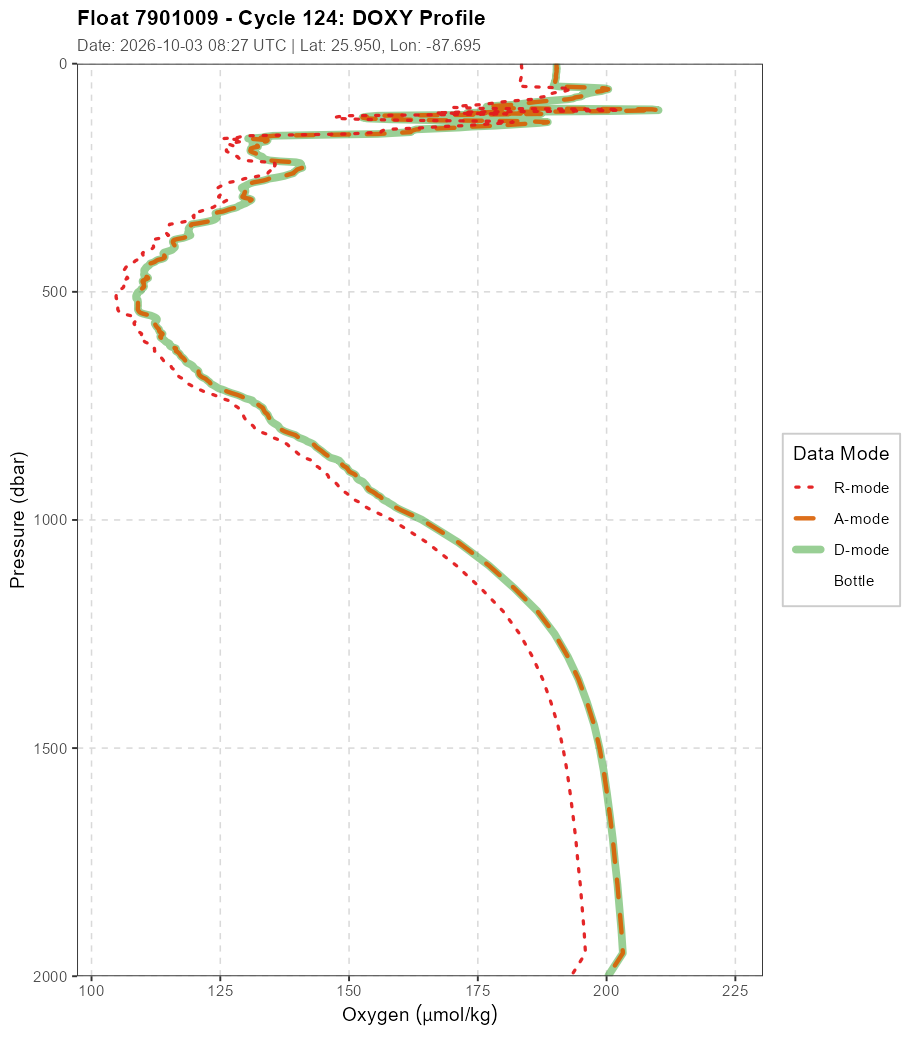 Float 7901009 - Cycle 124: DOXY Profile
Date: 2026-10-03 08:27 UTC | Lat: 25.950, Lon: -87.695
0
500
1000
1500
2000
Pressure (dbar)
100
125
150
175
200
225
Oxygen (μmol/kg)
Data Mode
R-mode
A-mode
D-mode
Bottle